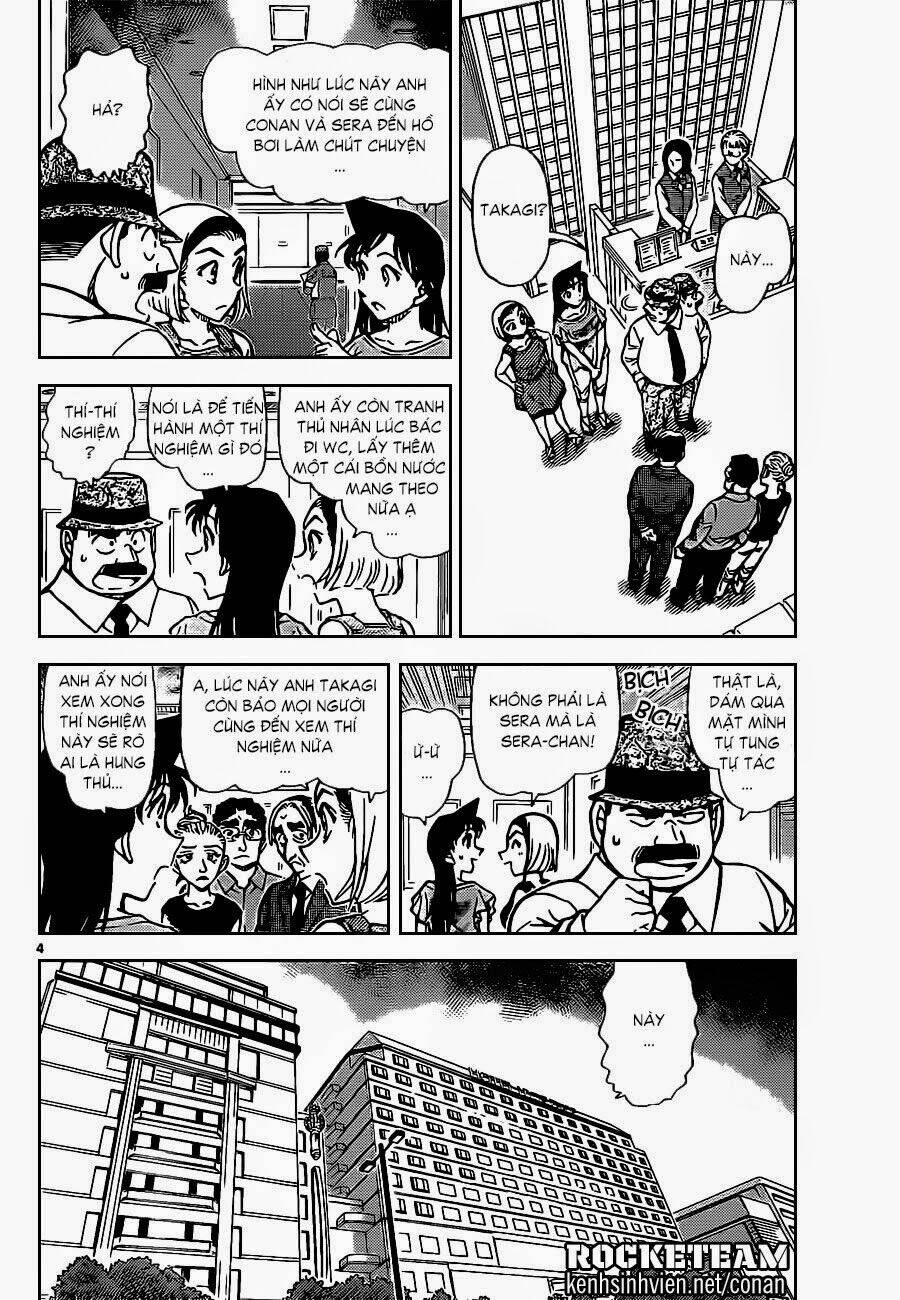 NÀY...
TAKAGI?
HÌNH NHƯ LÚC NÃY ANH
ẤY CÓ NÓI SẼ CÙNG
CONAN VÀ SERA ĐẾN HỒ
BƠI LÀM CHÚT CHUYỆN
...
HẢ?
ANH ẤY CÒN TRANH
THỦ NHÂN LÚC BÁC
ĐI WC, LẤY THÊM
MỘT CÁI BỒN NƯỚC
MANG THEO
NỮA Ạ
...
NÓI LÀ ĐỂ TIẾN
HÀNH MỘT THÍ
NGHIỆM GÌ ĐÓ
...
THÍ-THÍ
NGHIỆM
?
THẬT LÀ,
DÁM QUA
MẶT MÌNH
TỰ TUNG
TỰ TÁC
...
BỊCH
BỊCH
KHÔNG PHẢI LÀ
SERA MÀ LÀ
SERA-CHAN!
Ừ-Ừ
...
A, LÚC NÃY ANH TAKAGI
CÒN BẢO MỌI NGƯỜI
CÙNG ĐẾN XEM THÍ
NGHIỆM NỮA
...
ANH ẤY NÓI
XEM XONG
THÍ NGHIỆM
NÀY SẼ RÕ
AI LÀ HUNG
THỦ...
4
NÀY
...
ROCKETEAM
kenhsinhvien.net/conan